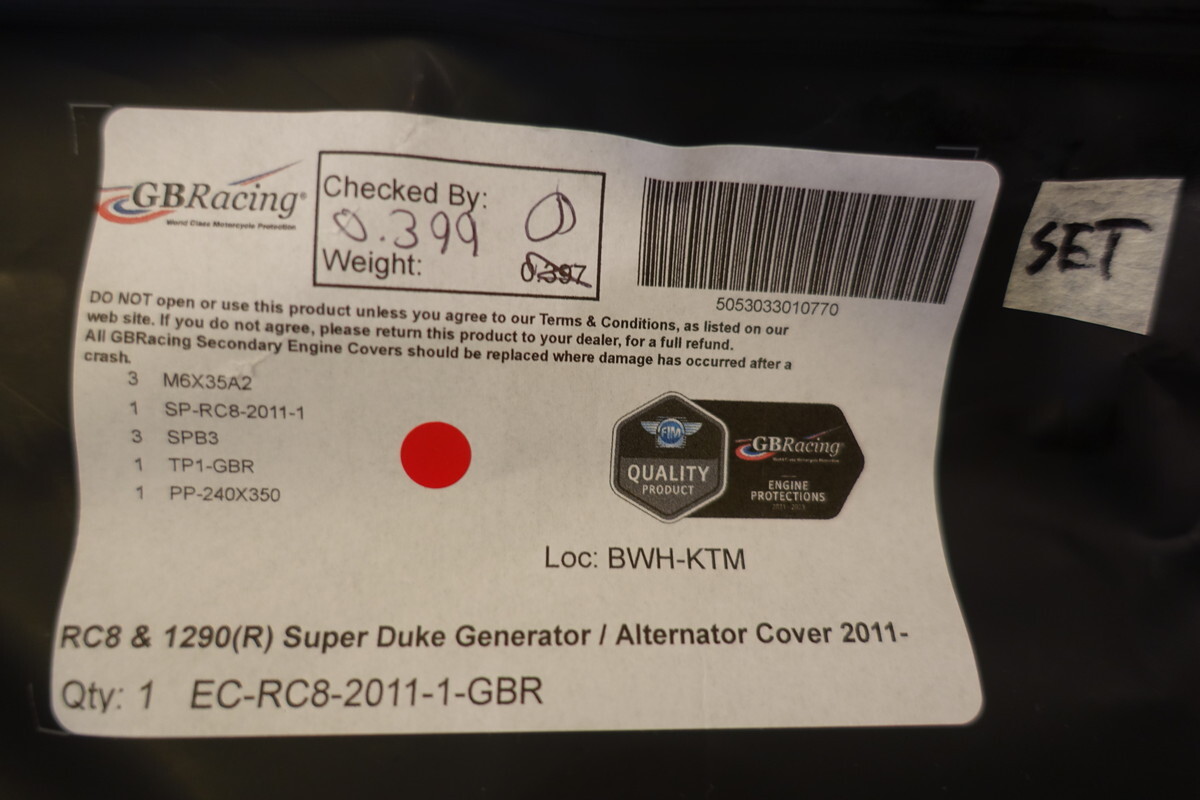 GBRacing®
World Class Motorcycle Protection
Checked By:
0.399
Weight:
0.397
5053033010770
SET
DO NOT open or use this product unless you agree to our Terms & Conditions, as listed on our
web site. If you do not agree, please return this product to your dealer, for a full refund.
All GBRacing Secondary Engine Covers should be replaced where damage has occurred after a
crash.
3 M6X35A2
1 SP-RC8-2011-1
3 SPB3
1 TP1-GBR
1 PP-240X350
FIM
QUALITY
PRODUCT
GBRacing®
ENGINE
PROTECTIONS
Loc: BWH-KTM
RC8 & 1290(R) Super Duke Generator / Alternator Cover 2011-
Qty: 1 EC-RC8-2011-1-GBR